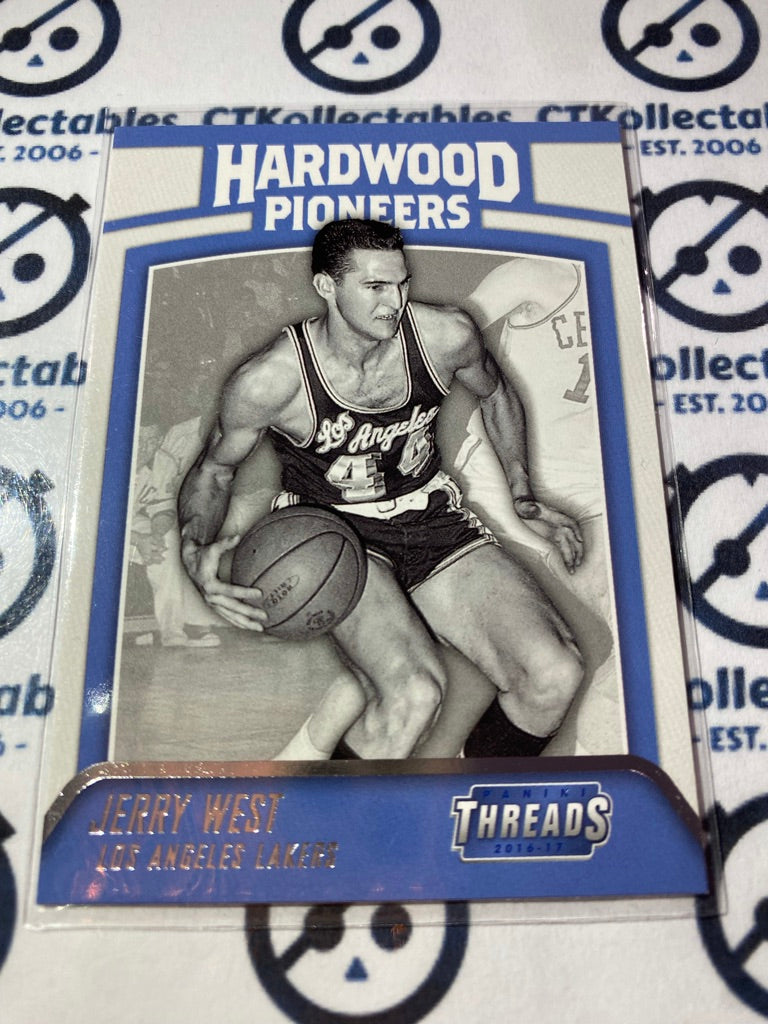 CTKollectables
- EST. 2006 -
HARDWOOD
PIONEERS
CE
1
Los Angeles
44
JERRY WEST
LOS ANGELES LAKERS
PANINI
THREADS
2016-17